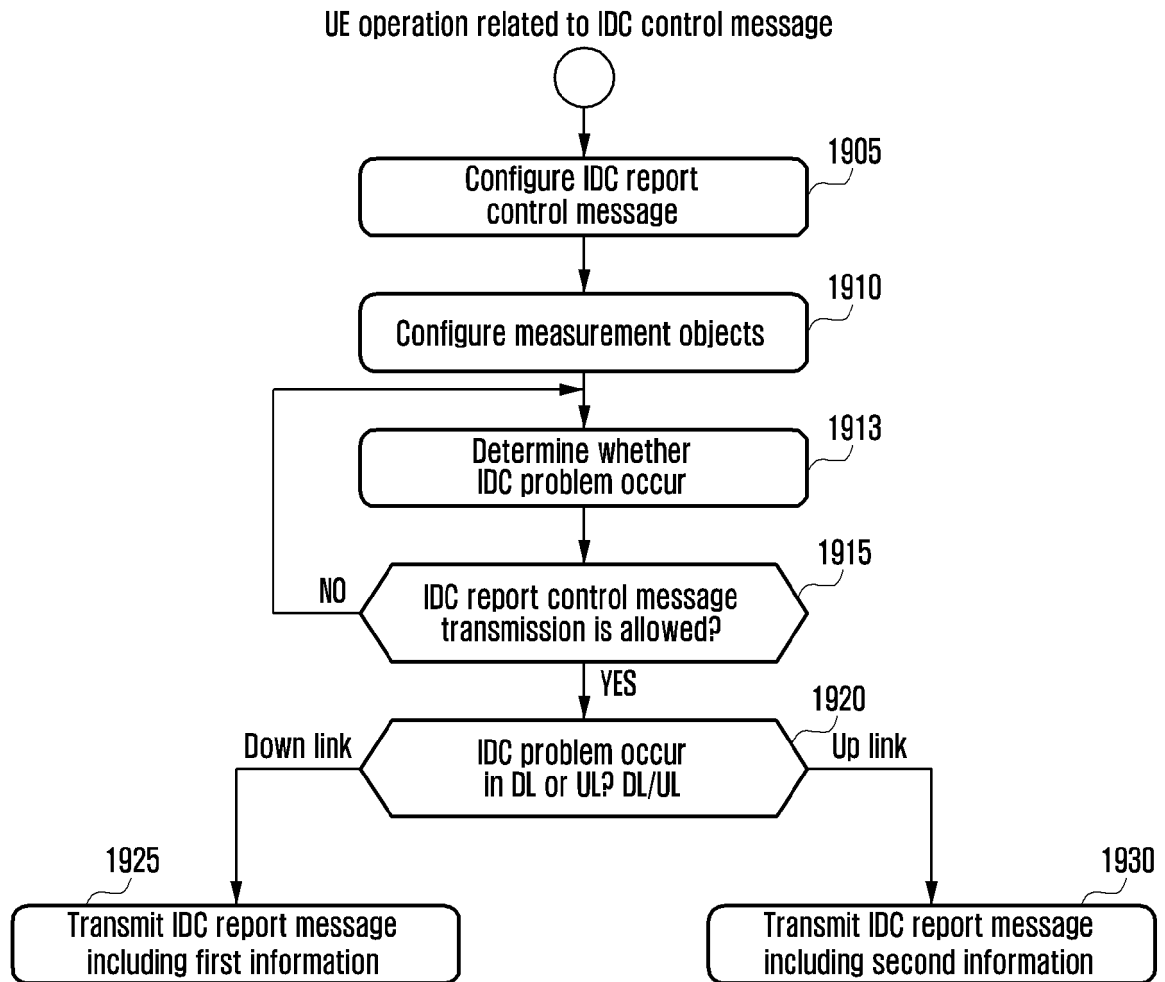 UE operation related to IDC control message
1905
Configure IDC report
control message
1910
Configure measurement objects
1913
Determine whether
IDC problem occur
1915
NO
IDC report control message
transmission is allowed?
YES
1920
Down link
IDC problem occur
in DL or UL? DL/UL
Up link
1925
Transmit IDC report message
including first information
1930
Transmit IDC report message
including second information